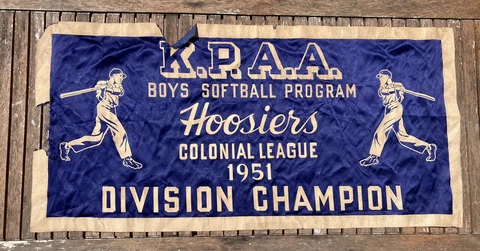 K.P.A.A.
BOYS SOFTBALL PROGRAM
Hoosiers
COLONIAL LEAGUE
1951
DIVISION CHAMPION